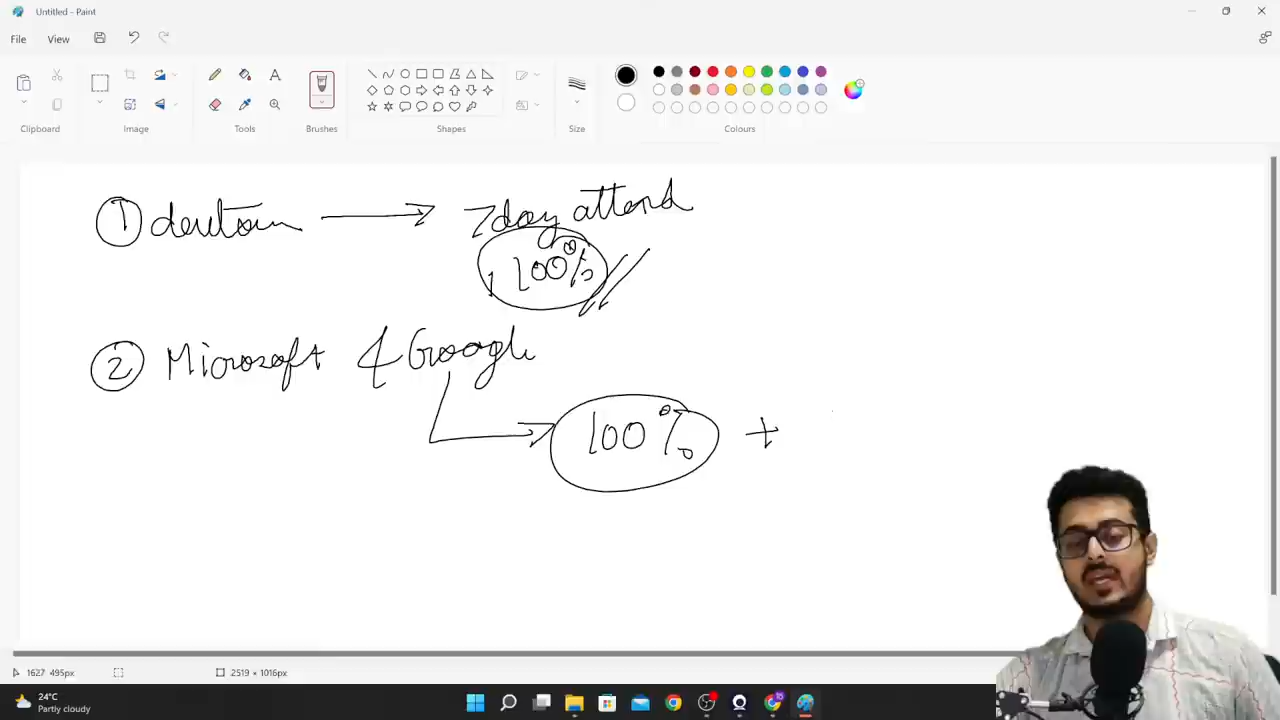 Untitled - Paint
File View
Clipboard Image Tools Brushes Shapes Size Colours
① 7day attend
100%
② Microsoft & Google
100% +
1627 495px 2519 × 1016px
24°C
Partly cloudy